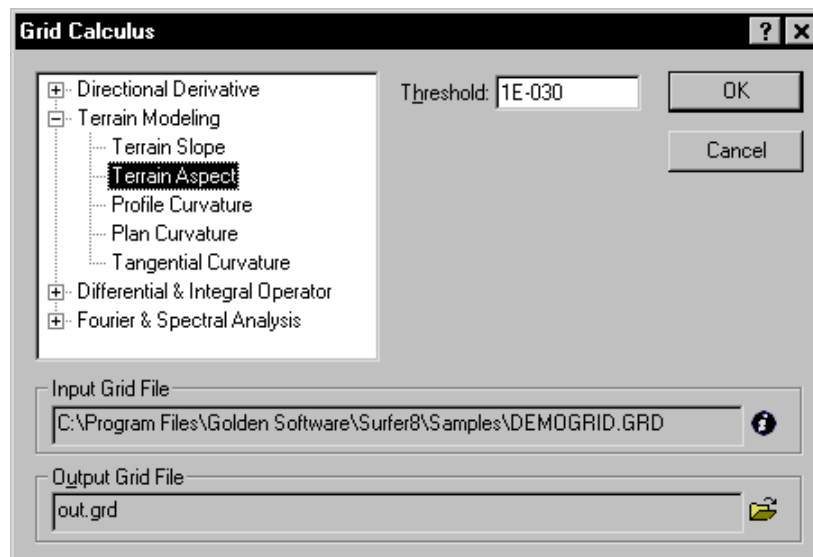 Grid Calculus
Directional Derivative
Terrain Modeling
Terrain Slope
Terrain Aspect
Profile Curvature
Plan Curvature
Tangential Curvature
Differential & Integral Operator
Fourier & Spectral Analysis
Threshold: 1E-030
OK
Cancel
Input Grid File
C:\Program Files\Golden Software\Surfer8\Samples\DEMOGRID.GRD
Output Grid File
out.grd